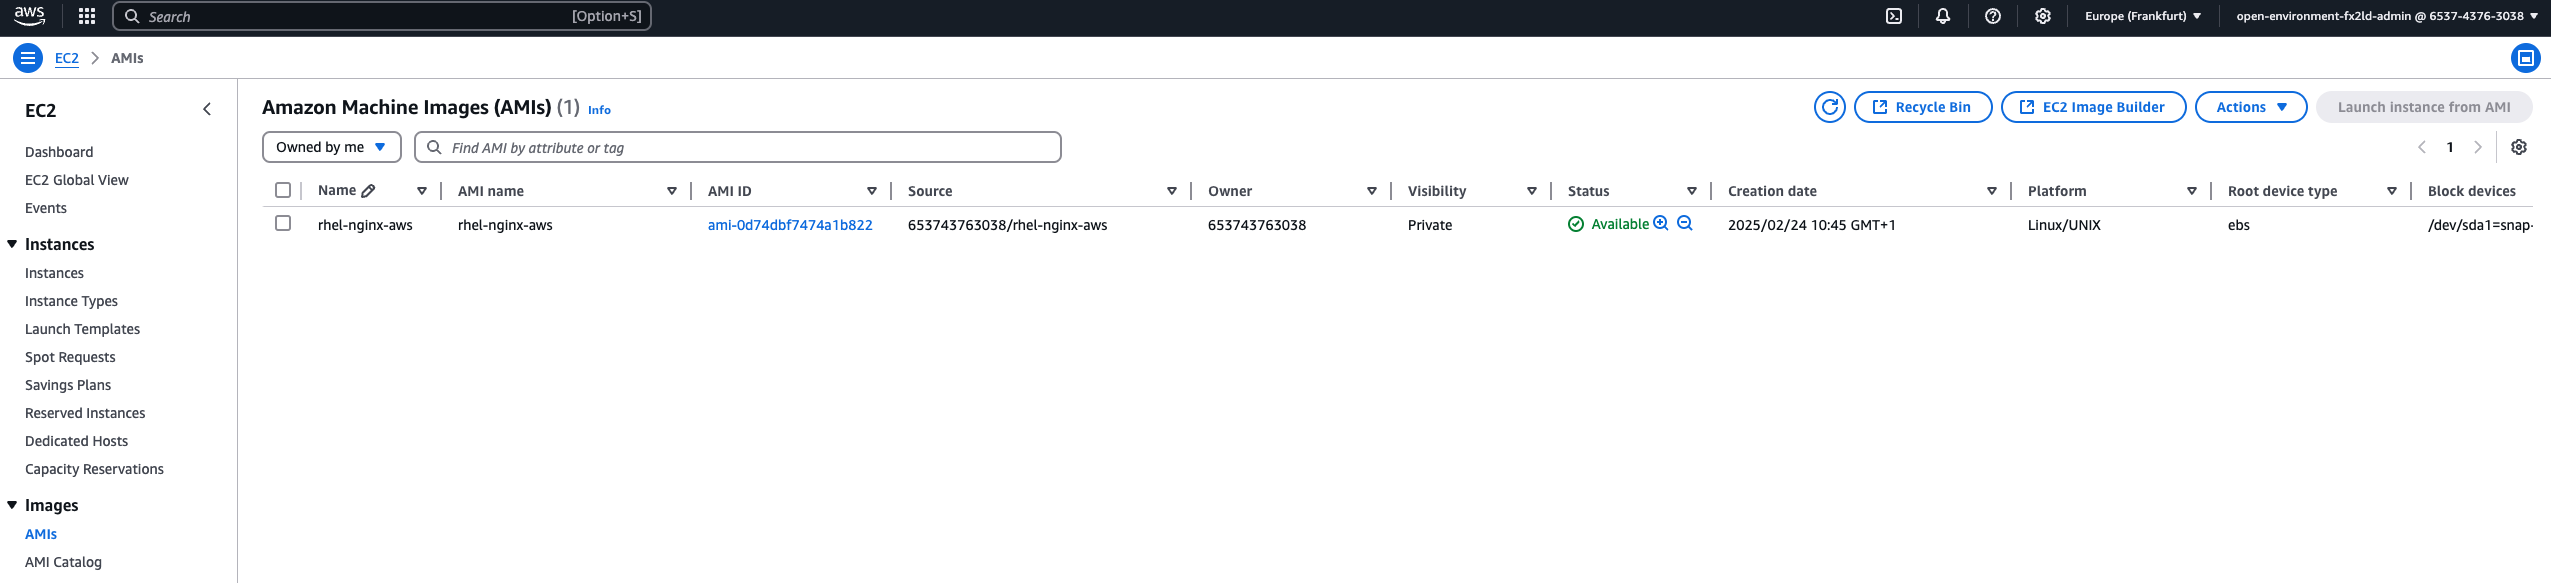 aws
Search [Option+S] Europe (Frankfurt) open-environment-fx2ld-admin @ 6537-4376-3038
EC2 AMIs
EC2
Dashboard
EC2 Global View
Events
Instances
Instances
Instance Types
Launch Templates
Spot Requests
Savings Plans
Reserved Instances
Dedicated Hosts
Capacity Reservations
Images
AMIs
AMI Catalog
Amazon Machine Images (AMIs) (1) Info Recycle Bin EC2 Image Builder Actions Launch instance from AMI
Owned by me Find AMI by attribute or tag 1
Name AMI name AMI ID Source Owner Visibility Status Creation date Platform Root device type Block devices
rhel-nginx-aws rhel-nginx-aws ami-0d74dbf7474a1b822 653743763038/rhel-nginx-aws 653743763038 Private Available 2025/02/24 10:45 GMT+1 Linux/UNIX ebs /dev/sda1=snap-